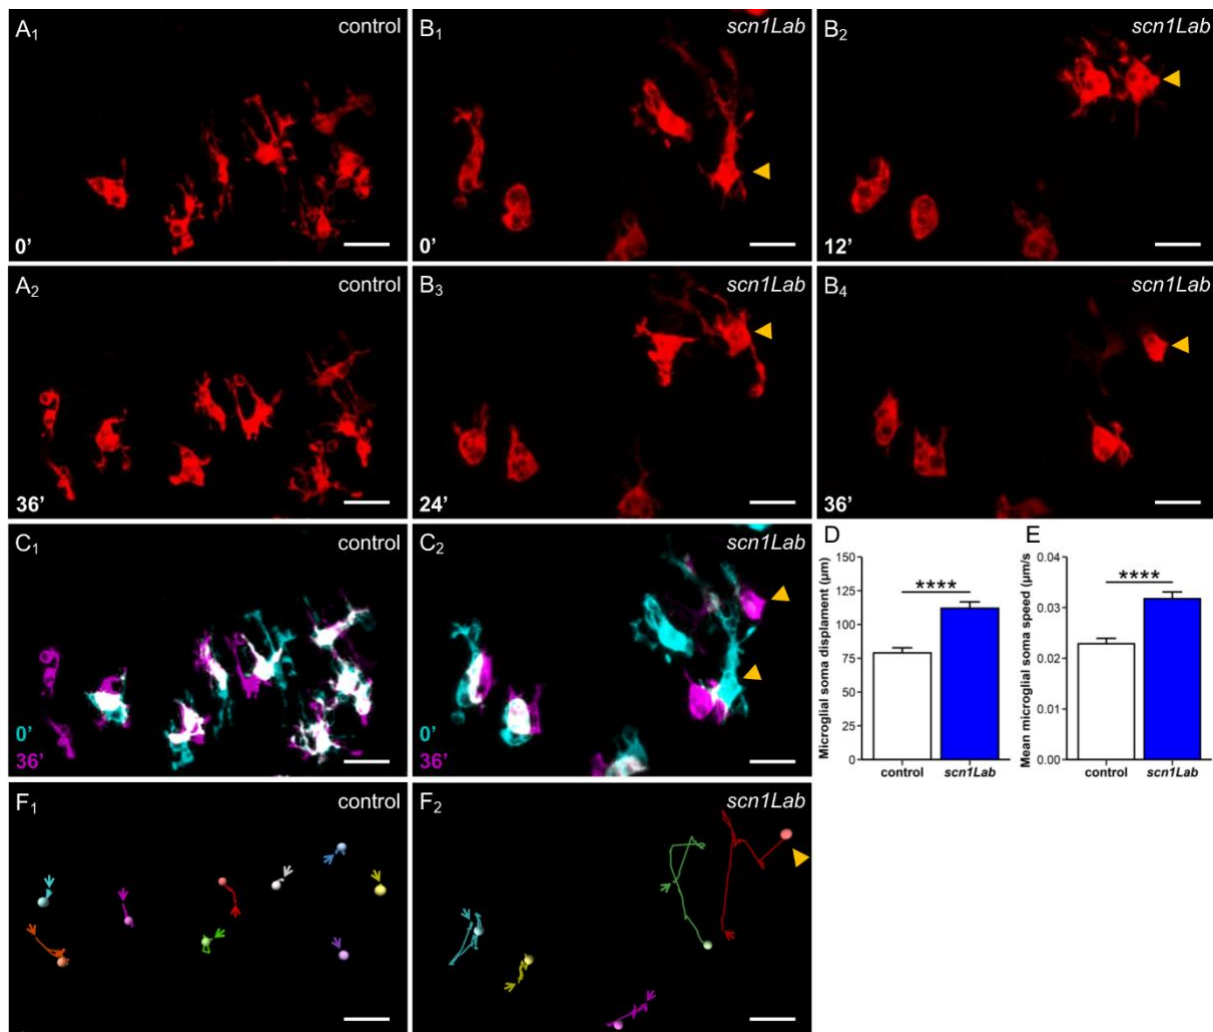 A1 control
0'
B1 scn1Lab
0'
B2 scn1Lab
12'
A2 control
36'
B3 scn1Lab
24'
B4 scn1Lab
36'
C1 control
0'
36'
C2 scn1Lab
0'
36'
D
Microglial soma displament (µm)
150
125
100
75
50
25
0
****
control scn1Lab
E
Mean microglial soma speed (µm/s)
0.04
0.03
0.02
0.01
0.00
****
control scn1Lab
F1 control
F2 scn1Lab